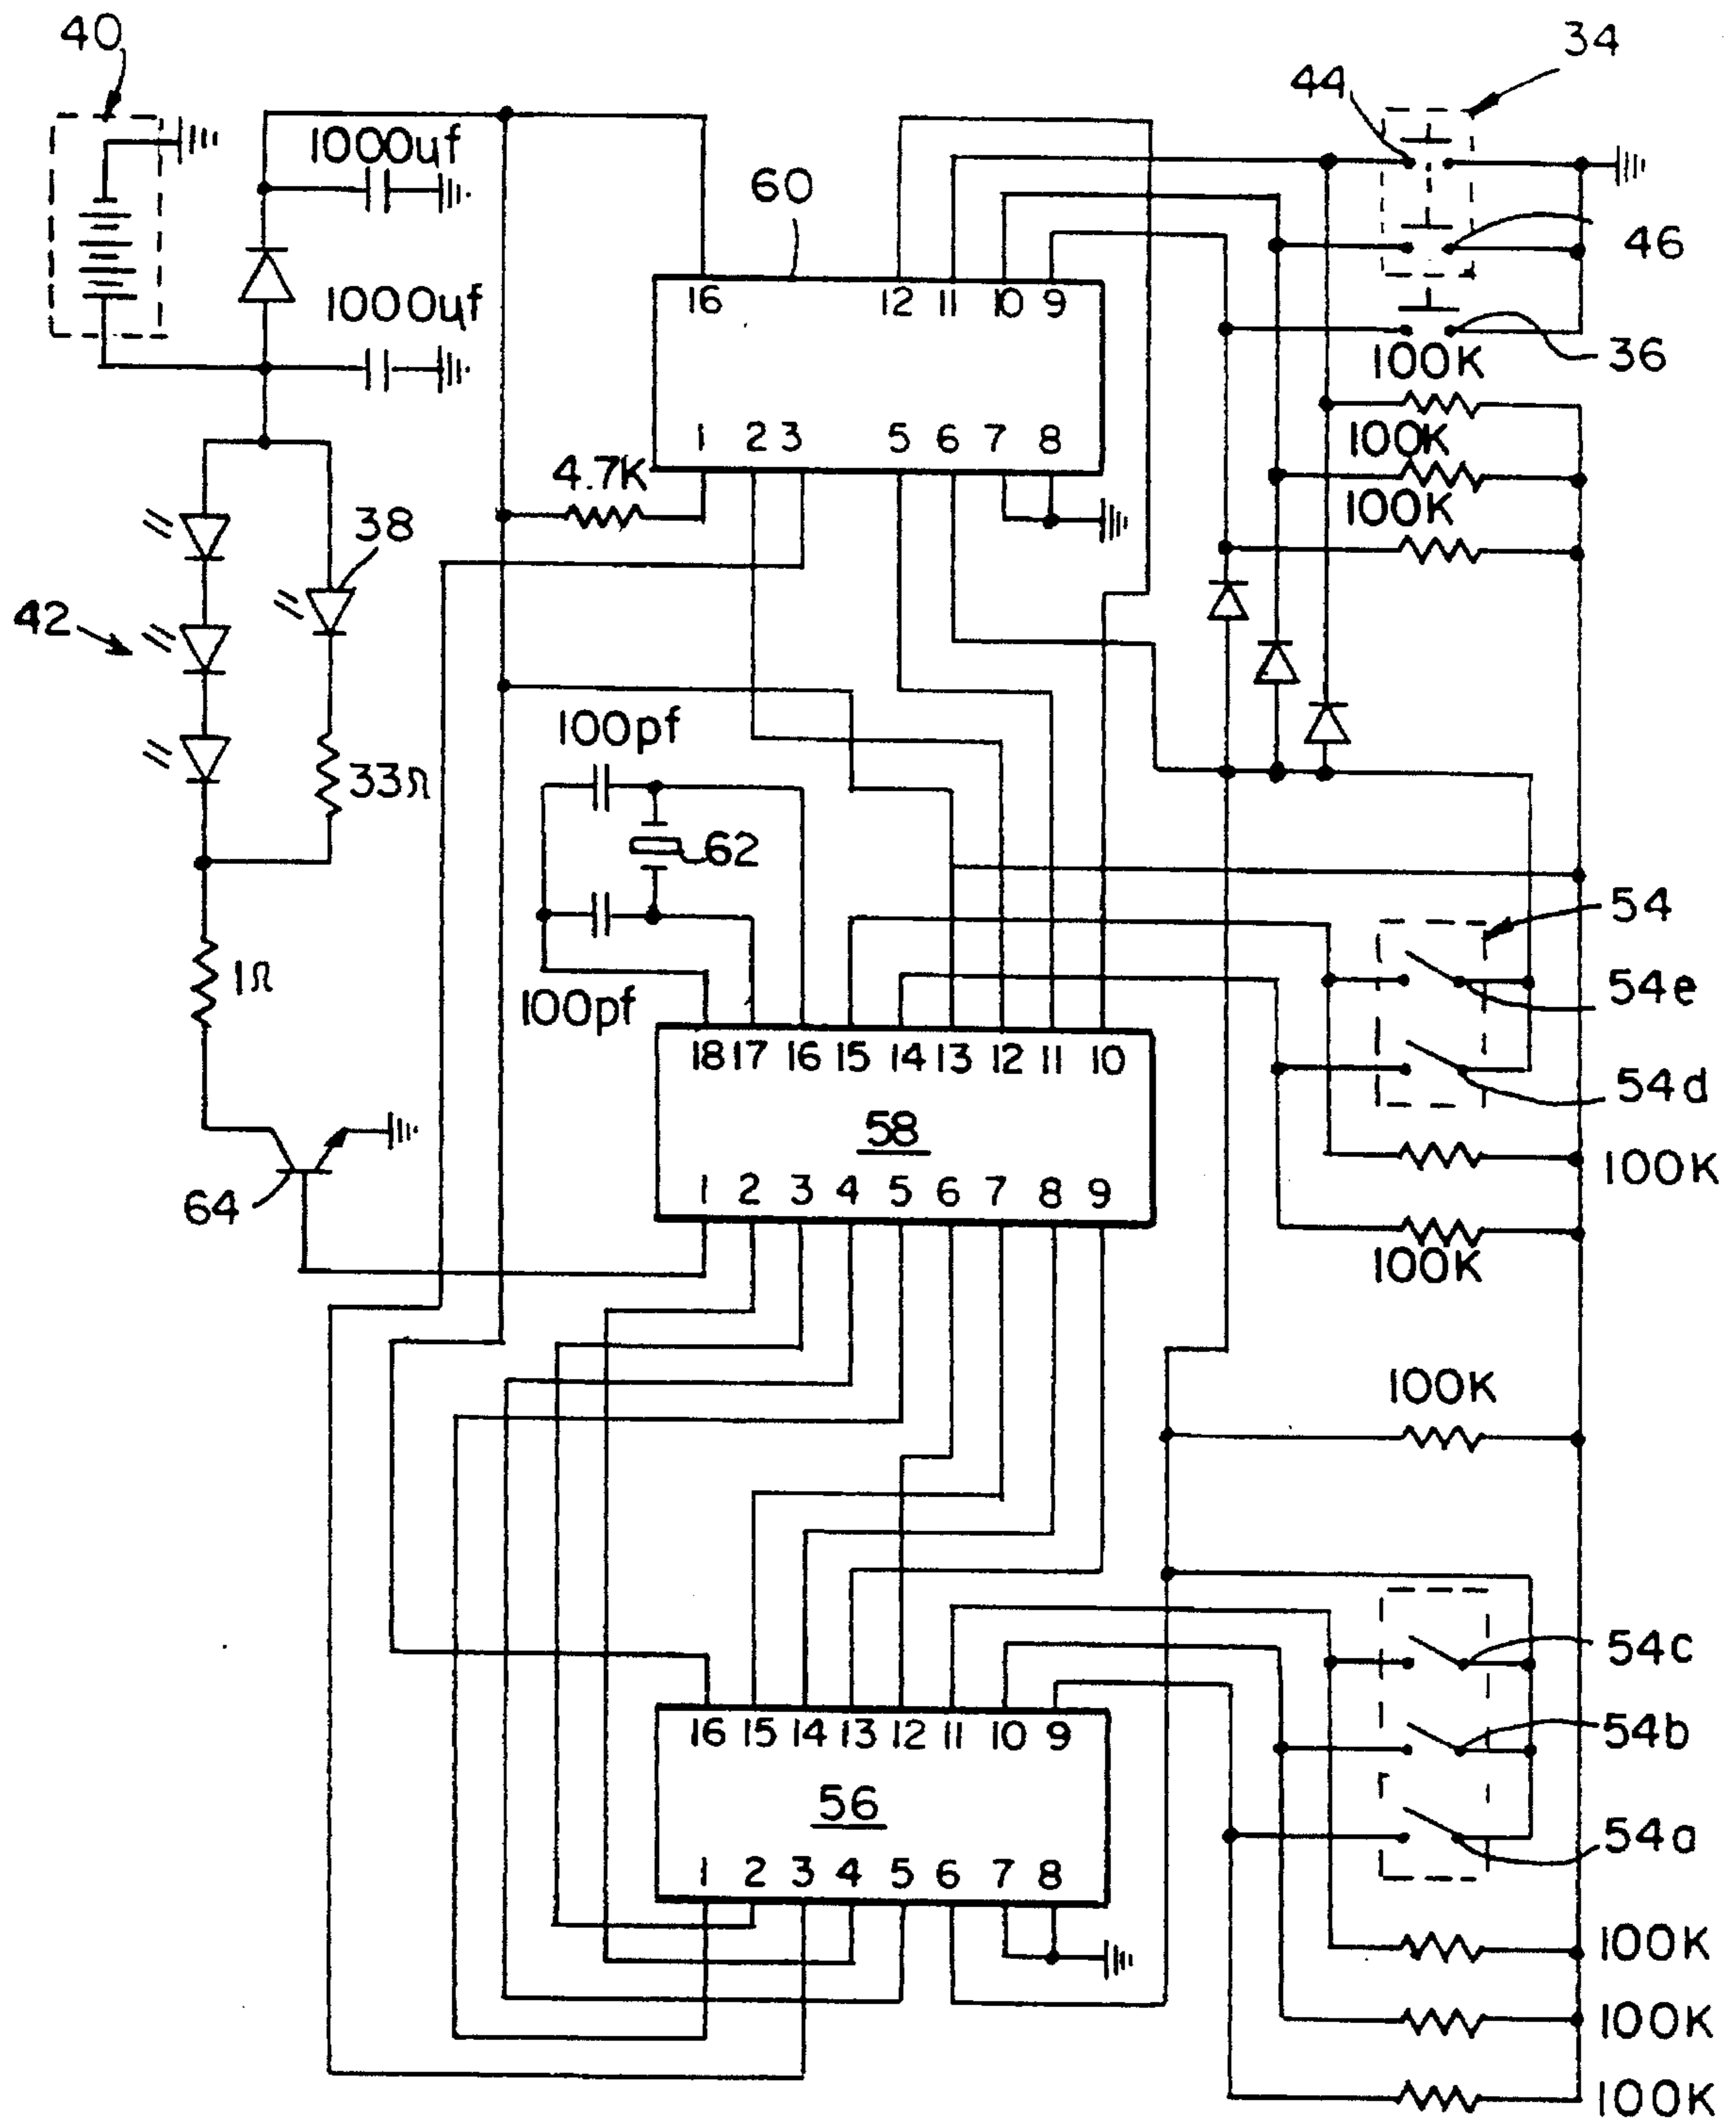 40
34
44
1000uf
60
46
16 12 11 10 9
1000uf
36
100K
1 2 3 5 6 7 8
100K
4.7K
100K
38
42
100pf
33Ω
62
54
1Ω
54e
100pf
18 17 16 15 14 13 12 11 10
54d
58
100K
1 2 3 4 5 6 7 8 9
64
100K
100K
54c
16 15 14 13 12 11 10 9
54b
56
54a
1 2 3 4 5 6 7 8
100K
100K
100K